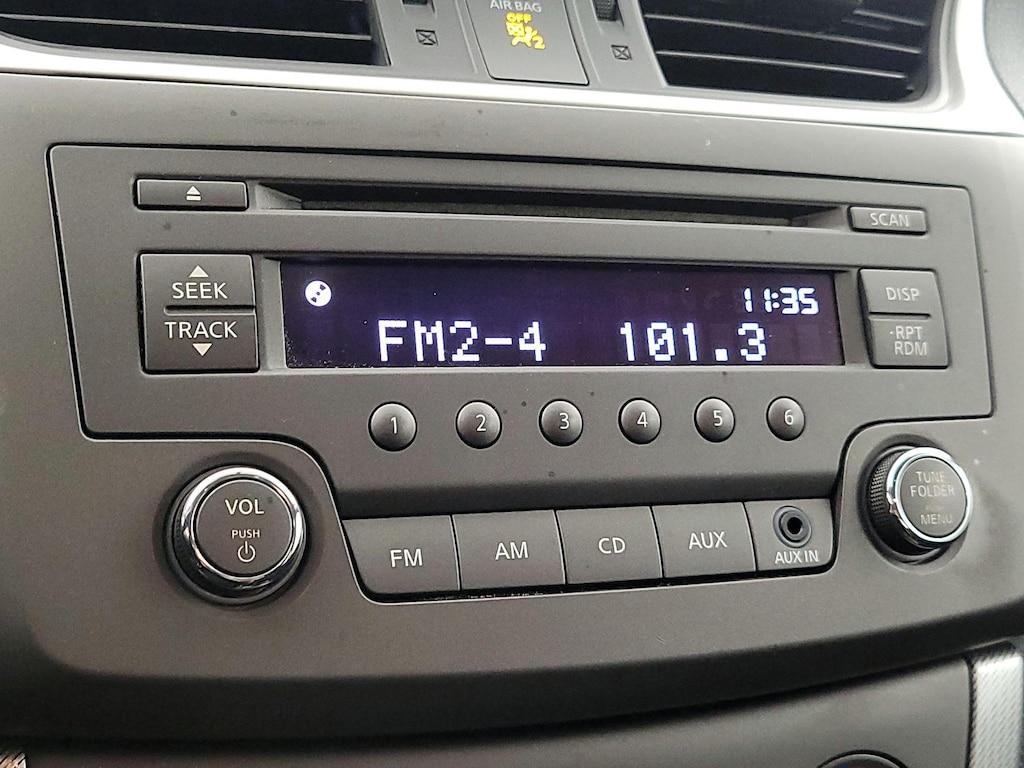 AIR BAG
OFF
2
SCAN
SEEK
TRACK
11:35
FM2-4 101.3
DISP
-RPT
RDM
1 2 3 4 5 6
VOL
PUSH
TUNE
FOLDER
MENU
FM AM CD AUX AUX IN